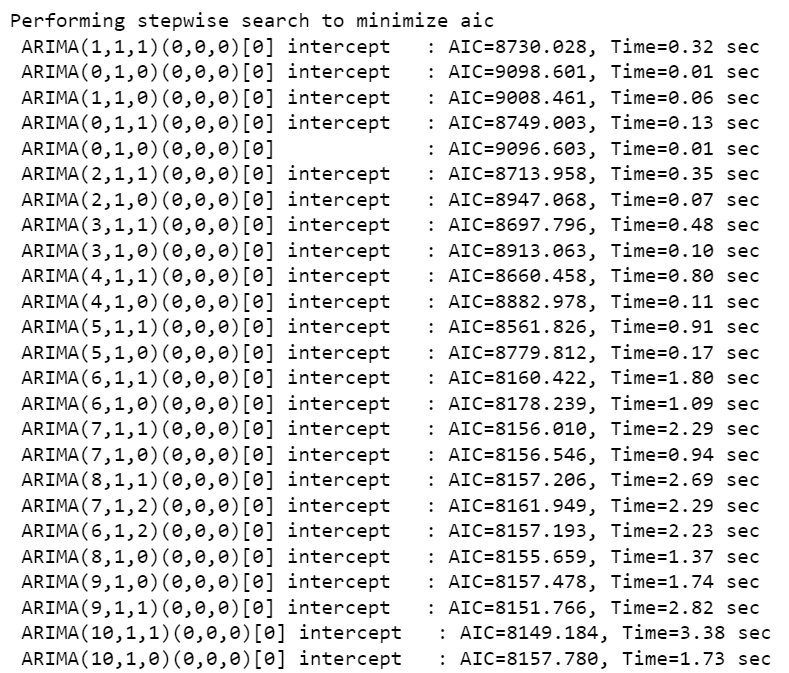 Performing stepwise search to minimize aic
 ARIMA(1,1,1)(0,0,0)[0] intercept   : AIC=8730.028, Time=0.32 sec
 ARIMA(0,1,0)(0,0,0)[0] intercept   : AIC=9098.601, Time=0.01 sec
 ARIMA(1,1,0)(0,0,0)[0] intercept   : AIC=9008.461, Time=0.06 sec
 ARIMA(0,1,1)(0,0,0)[0] intercept   : AIC=8749.003, Time=0.13 sec
 ARIMA(0,1,0)(0,0,0)[0]             : AIC=9096.603, Time=0.01 sec
 ARIMA(2,1,1)(0,0,0)[0] intercept   : AIC=8713.958, Time=0.35 sec
 ARIMA(2,1,0)(0,0,0)[0] intercept   : AIC=8947.068, Time=0.07 sec
 ARIMA(3,1,1)(0,0,0)[0] intercept   : AIC=8697.796, Time=0.48 sec
 ARIMA(3,1,0)(0,0,0)[0] intercept   : AIC=8913.063, Time=0.10 sec
 ARIMA(4,1,1)(0,0,0)[0] intercept   : AIC=8660.458, Time=0.80 sec
 ARIMA(4,1,0)(0,0,0)[0] intercept   : AIC=8882.978, Time=0.11 sec
 ARIMA(5,1,1)(0,0,0)[0] intercept   : AIC=8561.826, Time=0.91 sec
 ARIMA(5,1,0)(0,0,0)[0] intercept   : AIC=8779.812, Time=0.17 sec
 ARIMA(6,1,1)(0,0,0)[0] intercept   : AIC=8160.422, Time=1.80 sec
 ARIMA(6,1,0)(0,0,0)[0] intercept   : AIC=8178.239, Time=1.09 sec
 ARIMA(7,1,1)(0,0,0)[0] intercept   : AIC=8156.010, Time=2.29 sec
 ARIMA(7,1,0)(0,0,0)[0] intercept   : AIC=8156.546, Time=0.94 sec
 ARIMA(8,1,1)(0,0,0)[0] intercept   : AIC=8157.206, Time=2.69 sec
 ARIMA(7,1,2)(0,0,0)[0] intercept   : AIC=8161.949, Time=2.29 sec
 ARIMA(6,1,2)(0,0,0)[0] intercept   : AIC=8157.193, Time=2.23 sec
 ARIMA(8,1,0)(0,0,0)[0] intercept   : AIC=8155.659, Time=1.37 sec
 ARIMA(9,1,0)(0,0,0)[0] intercept   : AIC=8157.478, Time=1.74 sec
 ARIMA(9,1,1)(0,0,0)[0] intercept   : AIC=8151.766, Time=2.82 sec
 ARIMA(10,1,1)(0,0,0)[0] intercept   : AIC=8149.184, Time=3.38 sec
 ARIMA(10,1,0)(0,0,0)[0] intercept   : AIC=8157.780, Time=1.73 sec